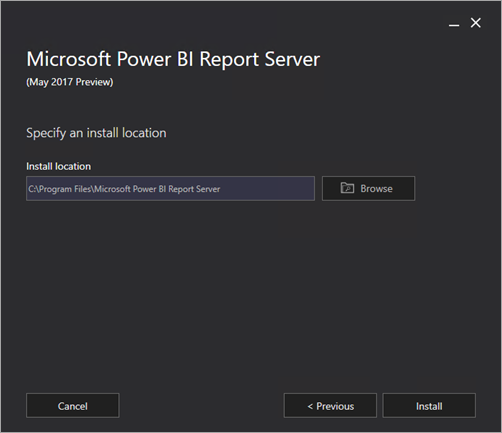 Microsoft Power BI Report Server
(May 2017 Preview)
Specify an install location
Install location
C:\Program Files\Microsoft Power BI Report Server
Browse
Cancel
< Previous
Install